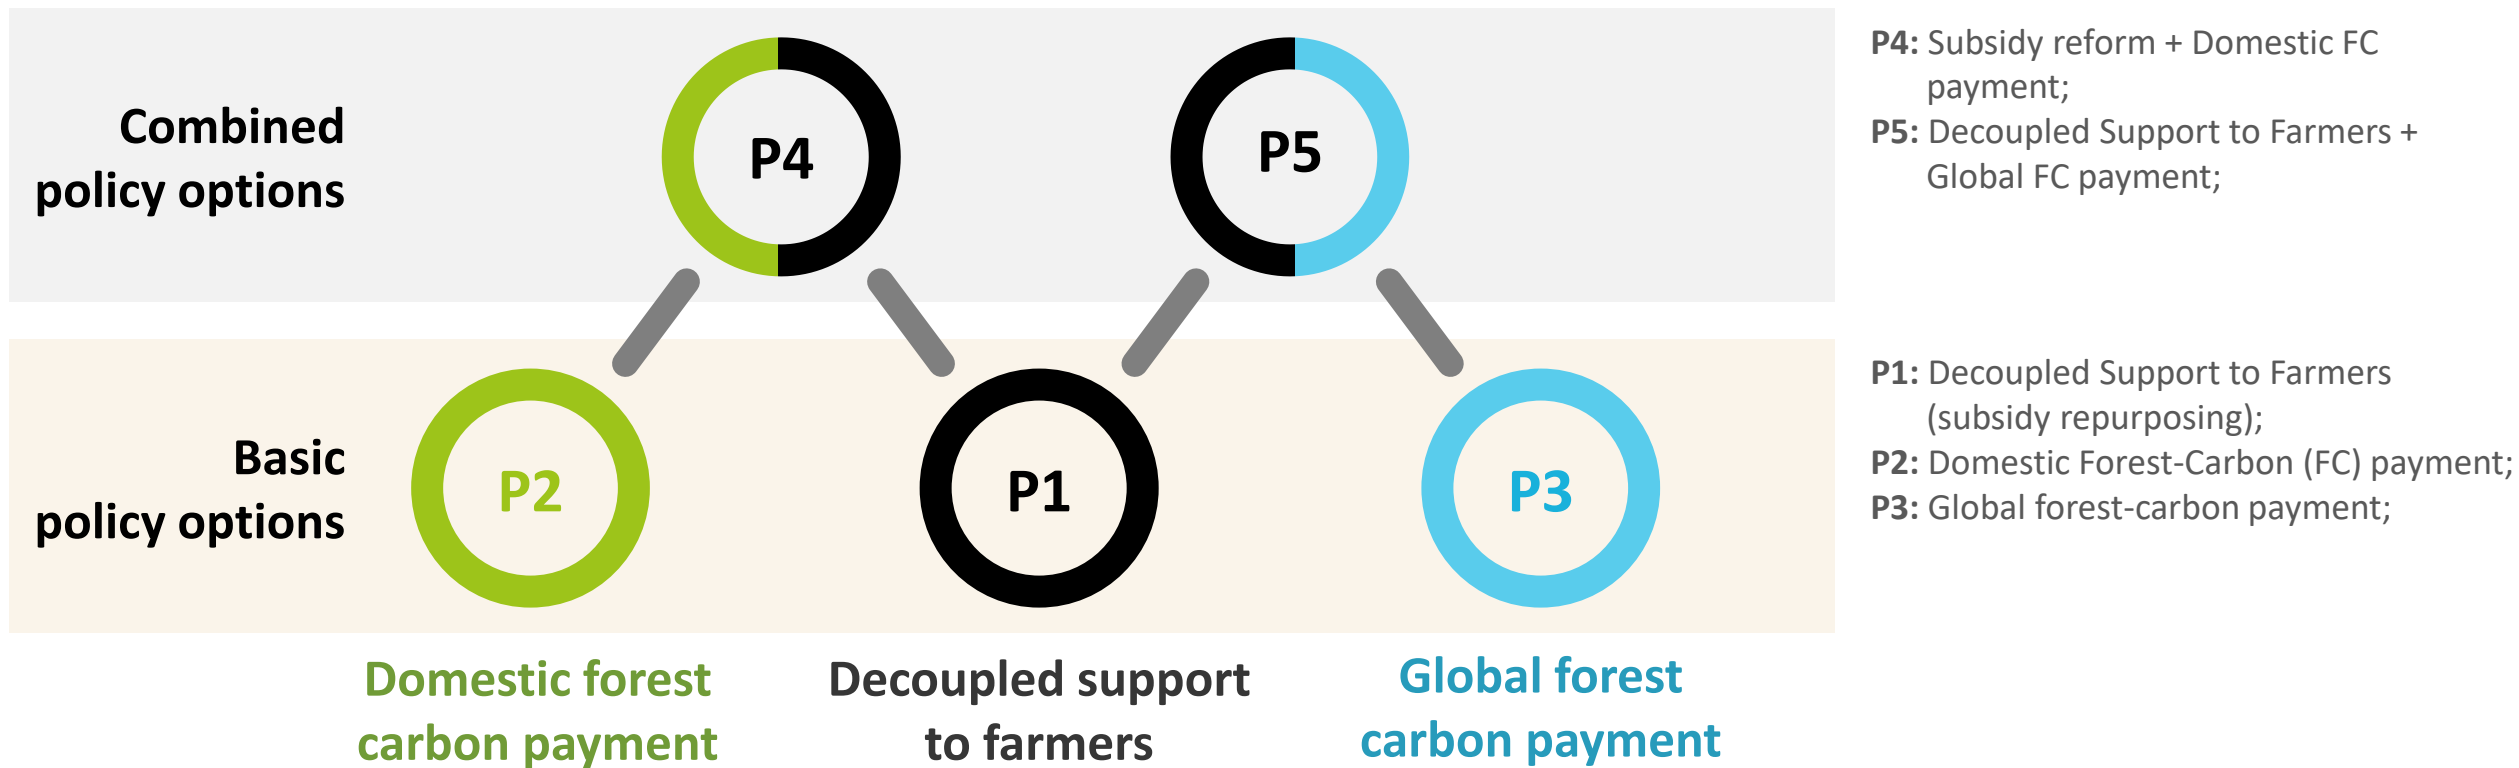 Combined
policy options
P4
P5
P4: Subsidy reform + Domestic FC
payment;
P5: Decoupled Support to Farmers +
Global FC payment;
Basic
policy options
P2
P1
P3
P1: Decoupled Support to Farmers
(subsidy repurposing);
P2: Domestic Forest-Carbon (FC) payment;
P3: Global forest-carbon payment;
Domestic forest
carbon payment
Decoupled support
to farmers
Global forest
carbon payment